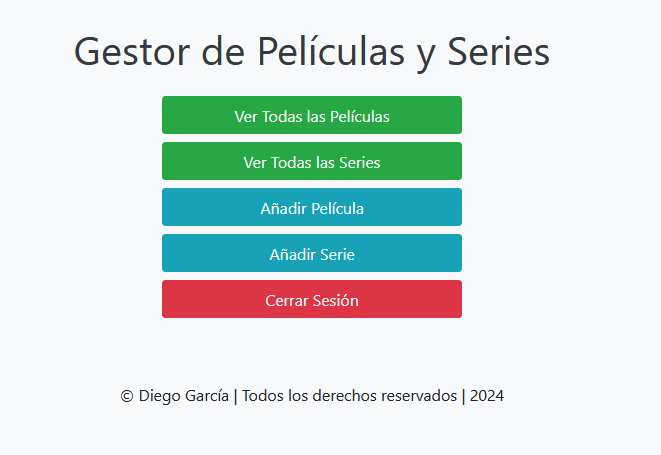 Gestor de Películas y Series
Ver Todas las Películas
Ver Todas las Series
Añadir Película
Añadir Serie
Cerrar Sesión
© Diego García | Todos los derechos reservados | 2024